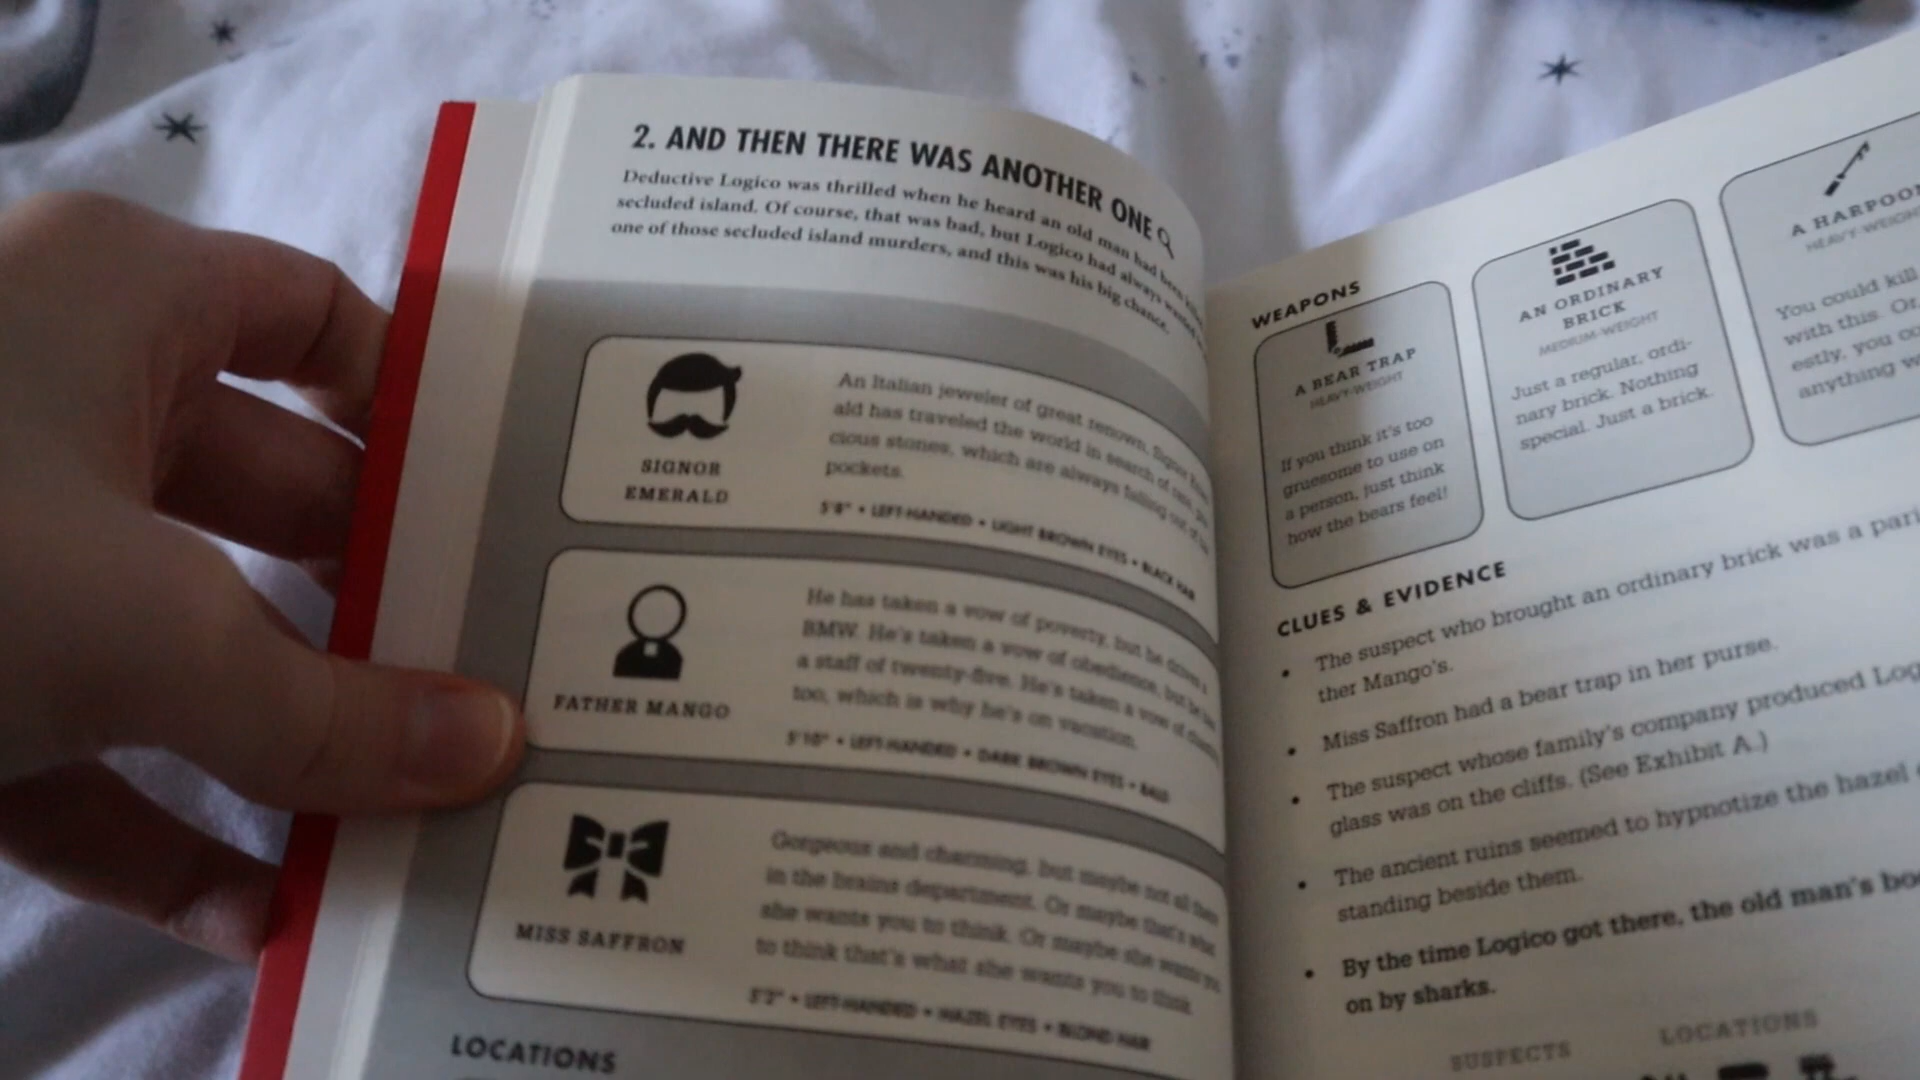 2. AND THEN THERE WAS ANOTHER ONE
Deductive Logico was thrilled when he heard an old man had been
secluded island. Of course, that was bad, but Logico had always wanted
one of those secluded island murders, and this was his big chance.
SIGNOR
EMERALD
An Italian jeweler of great renown, Signor
ald has traveled the world in search of
cious stones, which are always falling out of
pockets.
5'8" • LEFT-HANDED • LIGHT BROWN EYES • BLACK HAIR
FATHER MANGO
He has taken a vow of poverty, but he drives a
BMW. He's taken a vow of obedience, but he
a staff of twenty-five. He's taken a vow of
too, which is why he's on vacation.
5'10" • LEFT-HANDED • DARK BROWN EYES • BALD
MISS SAFFRON
Gorgeous and charming, but maybe not all there
in the brains department. Or maybe that's what
she wants you to think. Or maybe she wants you
to think that's what she wants you to think.
5'2" • LEFT-HANDED • HAZEL EYES • BLOND HAIR
LOCATIONS
WEAPONS
A BEAR TRAP
HEAVY-WEIGHT
If you think it's too
gruesome to use on
a person, just think
how the bears feel!
AN ORDINARY
BRICK
MEDIUM-WEIGHT
Just a regular, ordi-
nary brick. Nothing
special. Just a brick.
A HARPOON
HEAVY-WEIGHT
You could kill
with this. Or,
estly, you
anything
CLUES & EVIDENCE
• The suspect who brought an ordinary brick was a
ther Mango's.
• Miss Saffron had a bear trap in her purse.
• The suspect whose family's company produced
glass was on the cliffs. (See Exhibit A.)
• The ancient ruins seemed to hypnotize the hazel
standing beside them.
• By the time Logico got there, the old man's
on by sharks.
SUSPECTS
LOCATIONS